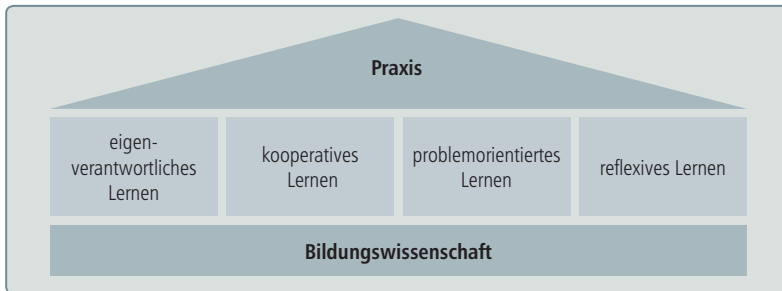 Praxis
eigen-
verantwortliches
Lernen
kooperatives
Lernen
problemorientiertes
Lernen
reflexives Lernen
Bildungswissenschaft